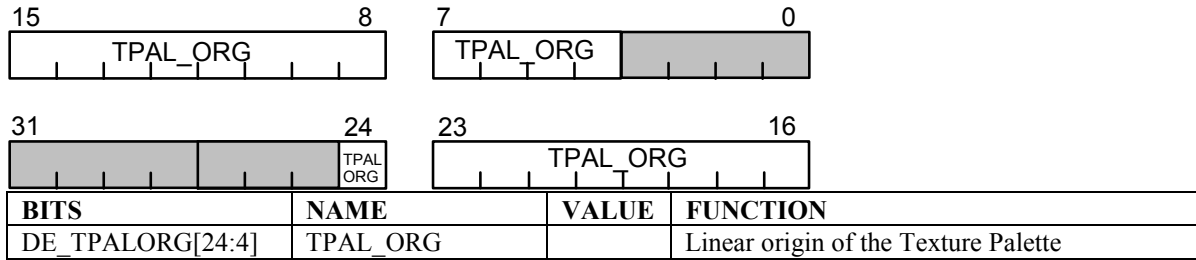 15 8 7 0
TPAL_ORG TPAL_ORG
31 24 23 16
TPAL ORG TPAL_ORG
BITS NAME VALUE FUNCTION
DE_TPALORG[24:4] TPAL_ORG Linear origin of the Texture Palette